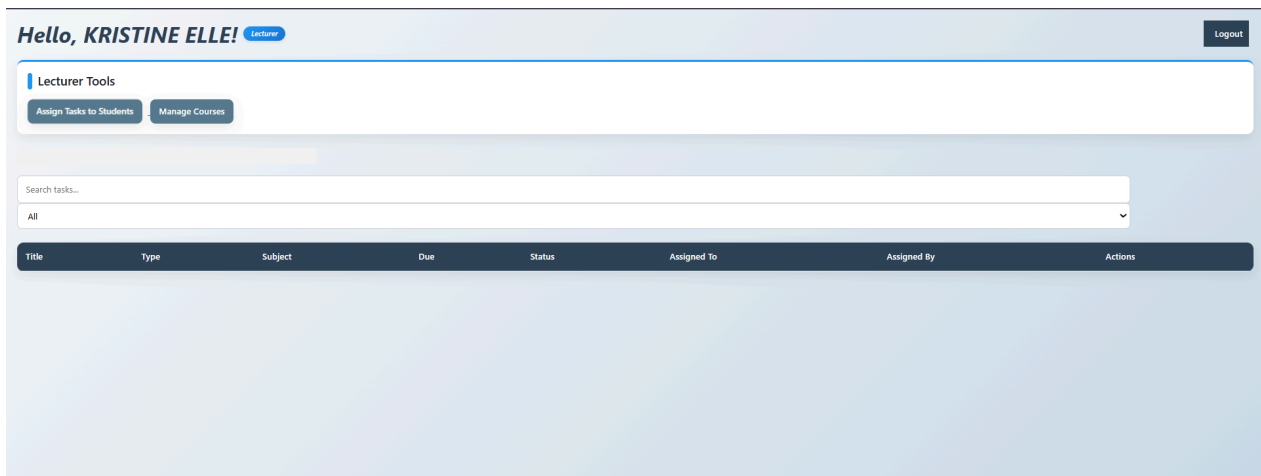 Hello, KRISTINE ELLE! Lecturer
Logout
Lecturer Tools
Assign Tasks to Students Manage Courses
Search tasks...
All
Title Type Subject Due Status Assigned To Assigned By Actions